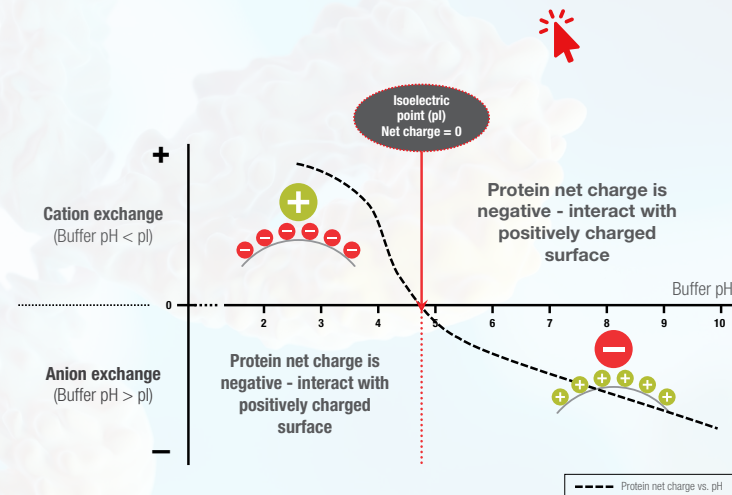 Isoelectric
point (pI)
Net charge = 0
+
Cation exchange
(Buffer pH < pI)
+
Protein net charge is
negative - interact with
positively charged
surface
Buffer pH
0
2
3
4
5
6
7
8
9
10
Anion exchange
(Buffer pH > pI)
Protein net charge is
negative - interact with
positively charged
surface
−
− − − − − −
+ + + + + +
−
Protein net charge vs. pH